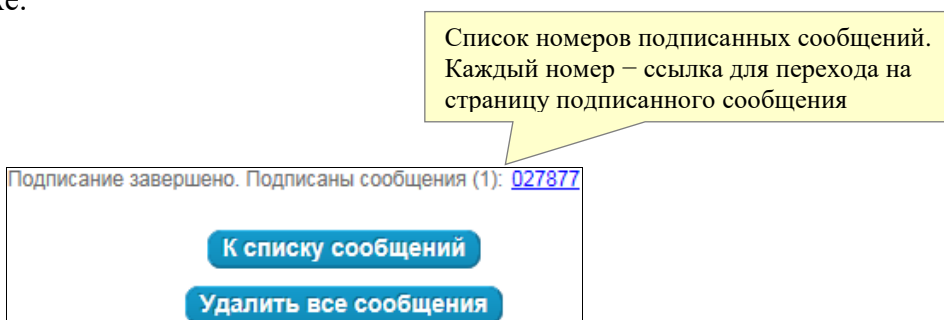 Список номеров подписанных сообщений.
Каждый номер − ссылка для перехода на
страницу подписанного сообщения
Подписание завершено. Подписаны сообщения (1): 027877
К списку сообщений
Удалить все сообщения